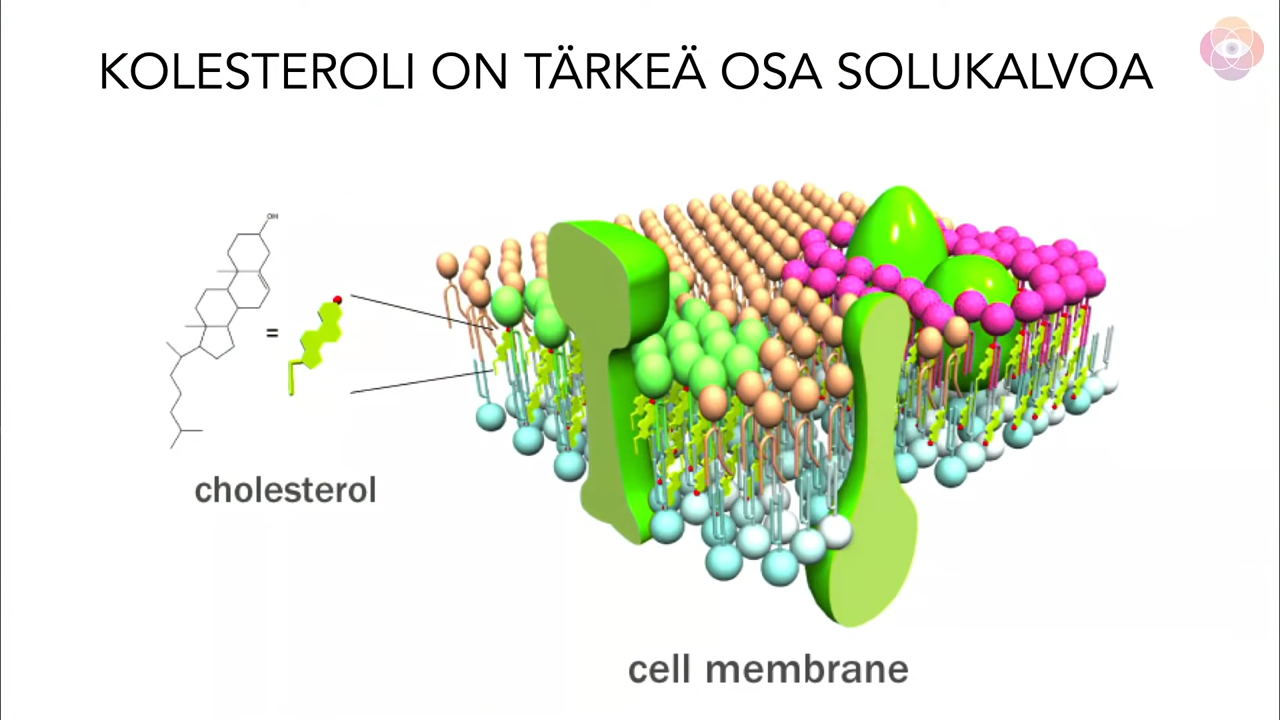 KOLESTEROLI ON TÄRKEÄ OSA SOLUKALVOA
OH
=
cholesterol
cell membrane